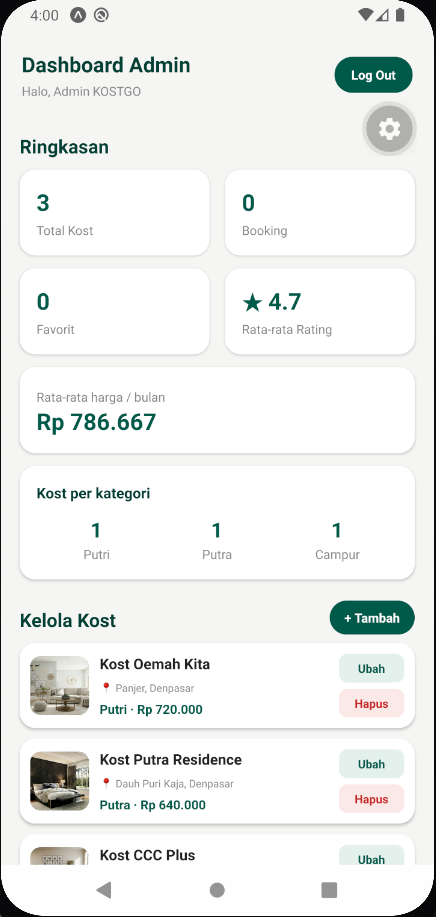 4:00
Dashboard Admin
Log Out
Halo, Admin KOSTGO
Ringkasan
3
Total Kost
0
Booking
0
Favorit
★ 4.7
Rata-rata Rating
Rata-rata harga / bulan
Rp 786.667
Kost per kategori
1
Putri
1
Putra
1
Campur
Kelola Kost
+ Tambah
Kost Oemah Kita
Panjer, Denpasar
Putri · Rp 720.000
Ubah
Hapus
Kost Putra Residence
Dauh Puri Kaja, Denpasar
Putra · Rp 640.000
Ubah
Hapus
Kost CCC Plus
Ubah